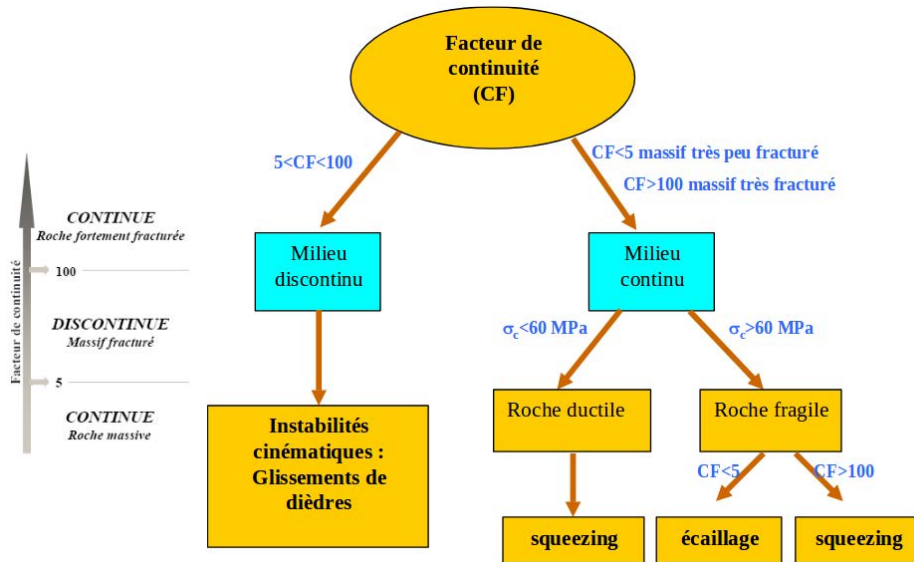 Facteur de
continuité
(CF)
5<CF<100
CF<5 massif très peu fracturé
CF>100 massif très fracturé
Facteur de continuité
CONTINUE
Roche fortement fracturée
100
DISCONTINUE
Massif fracturé
5
CONTINUE
Roche massive
Milieu
discontinu
Milieu
continu
σc<60 MPa
σc>60 MPa
Instabilités
cinématiques :
Glissements de
dièdres
Roche ductile
Roche fragile
CF<5
CF>100
squeezing
écaillage
squeezing